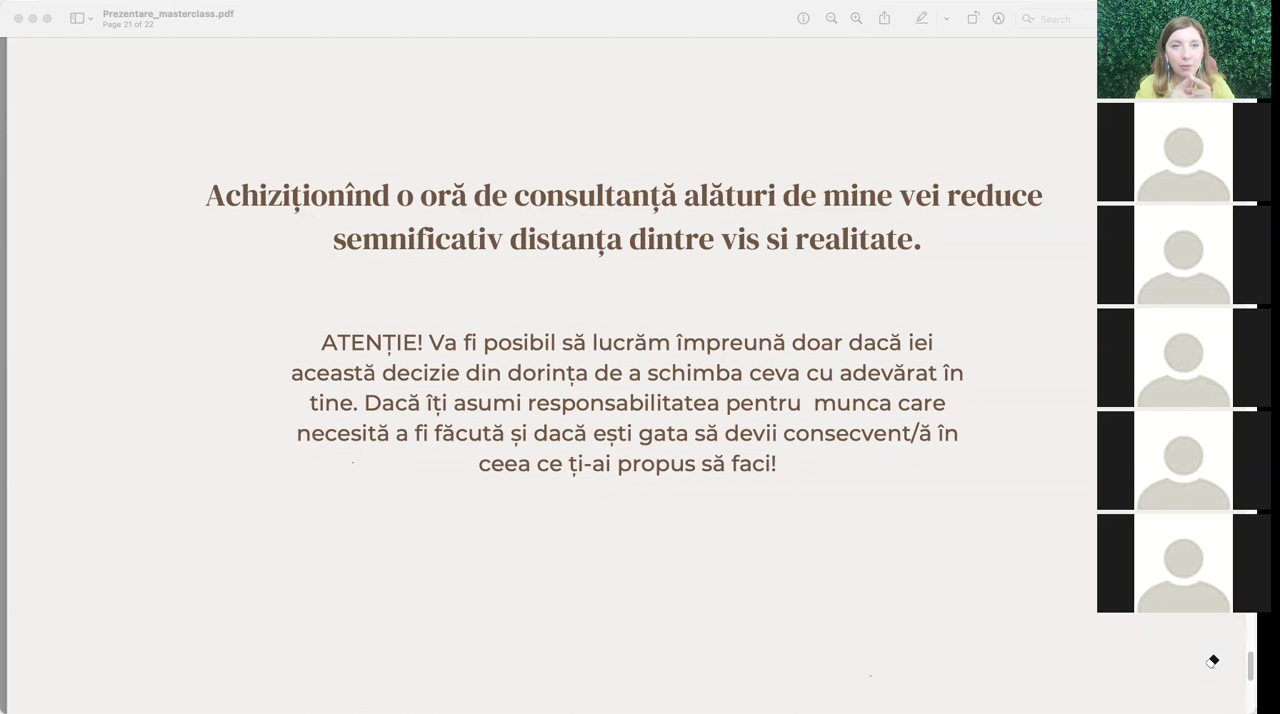 Prezentare_masterclass.pdf
Page 21 of 22
Search
Achiziționînd o oră de consultanță alături de mine vei reduce
semnificativ distanța dintre vis si realitate.
ATENȚIE! Va fi posibil să lucrăm împreună doar dacă iei
această decizie din dorința de a schimba ceva cu adevărat în
tine. Dacă îți asumi responsabilitatea pentru  munca care
necesită a fi făcută și dacă ești gata să devii consecvent/ă în
ceea ce ți-ai propus să faci!